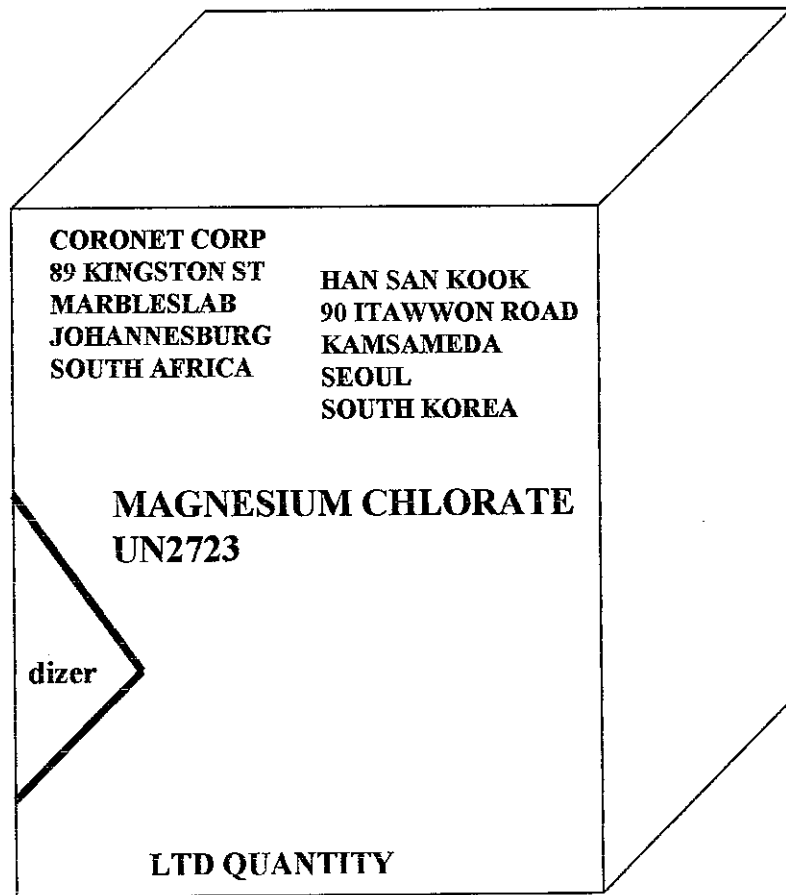 CORONET CORP
89 KINGSTON ST
MARBLESLAB
JOHANNESBURG
SOUTH AFRICA
HAN SAN KOOK
90 ITAWWON ROAD
KAMSAMEDA
SEOUL
SOUTH KOREA
MAGNESIUM CHLORATE
UN2723
dizer
LTD QUANTITY